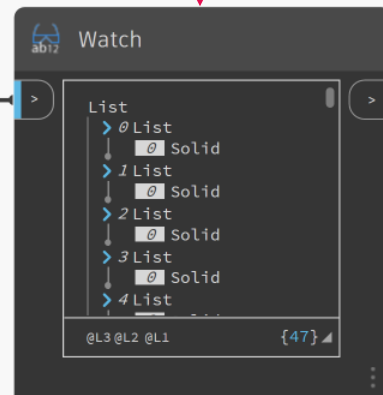 ab12
Watch
>
>
List
0 List
0 Solid
1 List
0 Solid
2 List
0 Solid
3 List
0 Solid
4 List
@L3 @L2 @L1
{47}